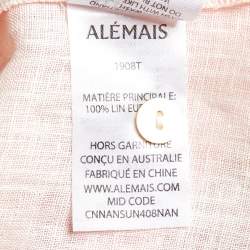 ALÉMAIS
1908T
MATIÈRE PRINCIPALE:
100% LIN EUR
HORS GARNITURE
CONÇU EN AUSTRALIE
FABRIQUÉ EN CHINE
WWW.ALEMAIS.COM
MID CODE
CNNANSUN408NAN